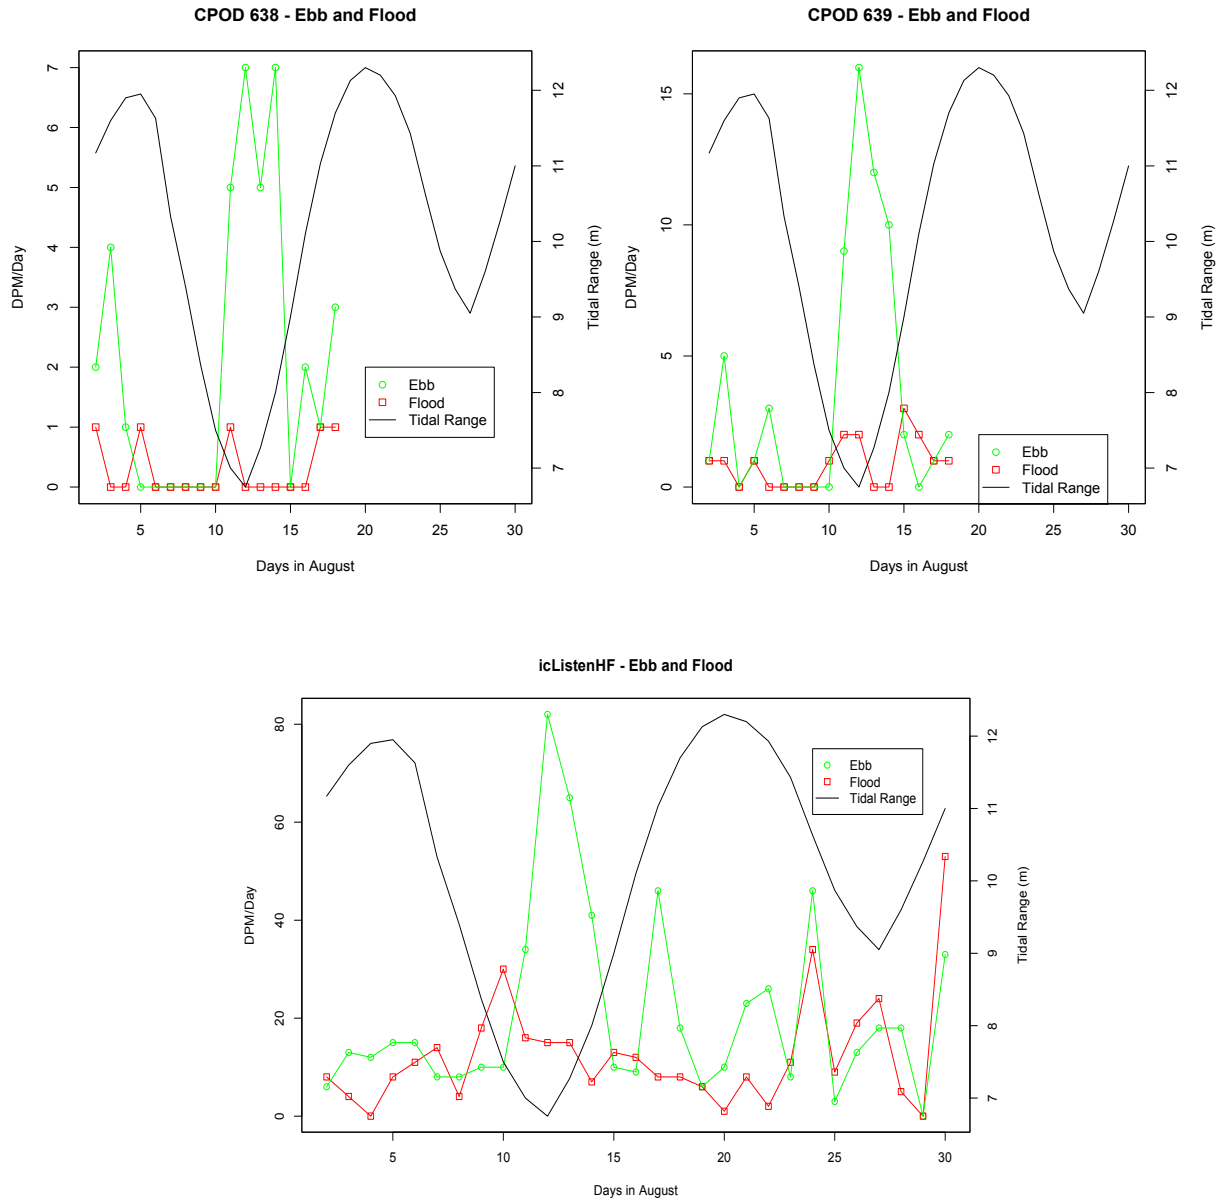 CPOD 638 - Ebb and Flood
DPM/Day
0
1
2
3
4
5
6
7
5
10
15
20
25
30
Days in August
7
8
9
10
11
12
Tidal Range (m)
Ebb
Flood
Tidal Range
CPOD 639 - Ebb and Flood
DPM/Day
0
5
10
15
5
10
15
20
25
30
Days in August
7
8
9
10
11
12
Tidal Range (m)
Ebb
Flood
Tidal Range
icListenHF - Ebb and Flood
DPM/Day
0
20
40
60
80
5
10
15
20
25
30
Days in August
7
8
9
10
11
12
Tidal Range (m)
Ebb
Flood
Tidal Range